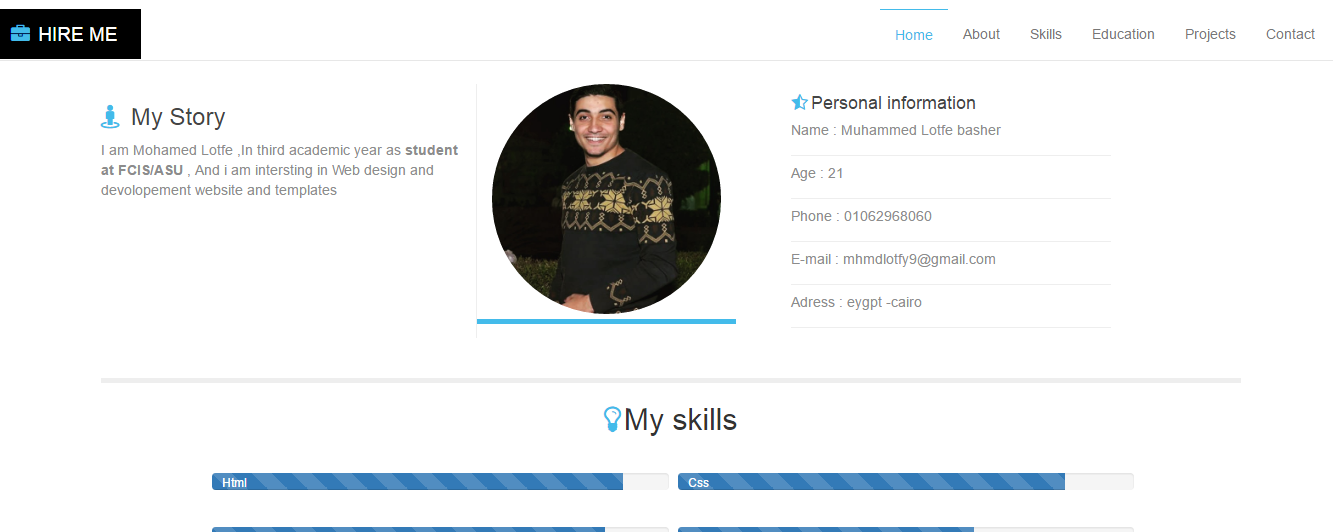 HIRE ME
Home About Skills Education Projects Contact
My Story
I am Mohamed Lotfe ,In third academic year as student
at FCIS/ASU , And i am intersting in Web design and
devolopement website and templates
Personal information
Name : Muhammed Lotfe basher
Age : 21
Phone : 01062968060
E-mail : mhmdlotfy9@gmail.com
Adress : eygpt -cairo
My skills
Html
Css